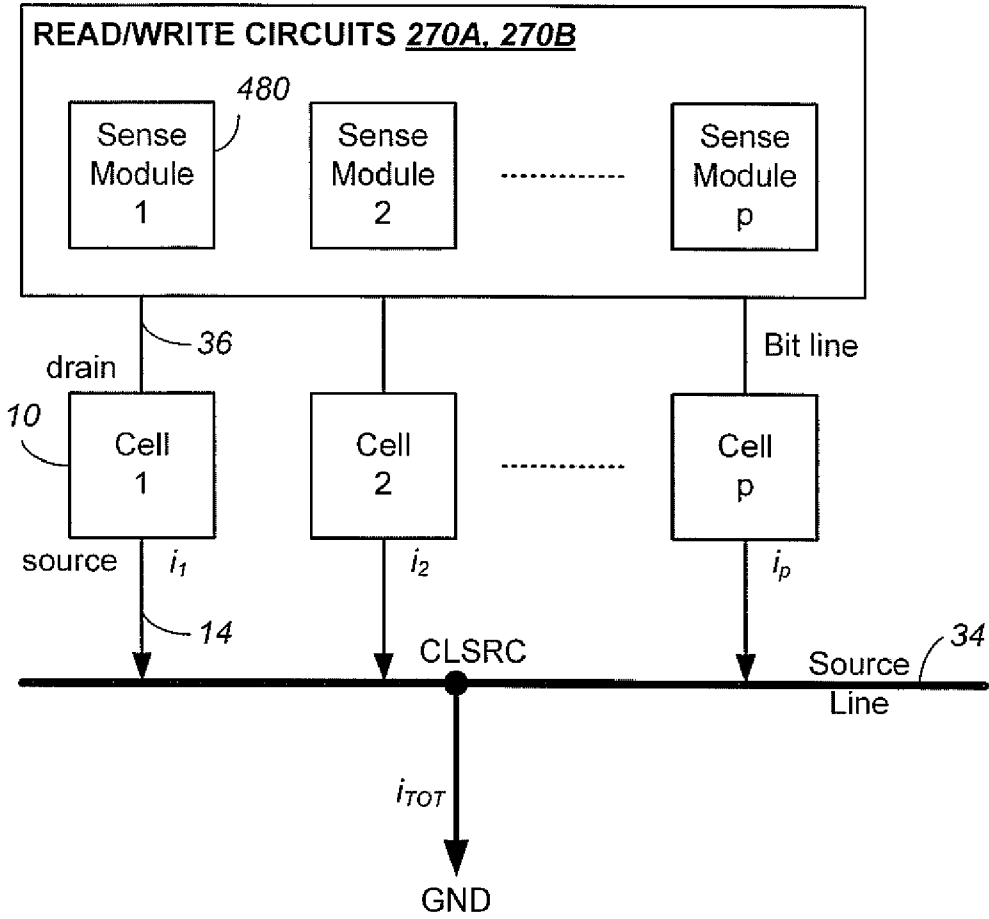 READ/WRITE CIRCUITS 270A, 270B
480
Sense
Module
1
Sense
Module
2
Sense
Module
p
36
drain
Bit line
10
Cell
1
Cell
2
Cell
p
source
i1
i2
ip
14
CLSRC
Source
Line
34
iTOT
GND